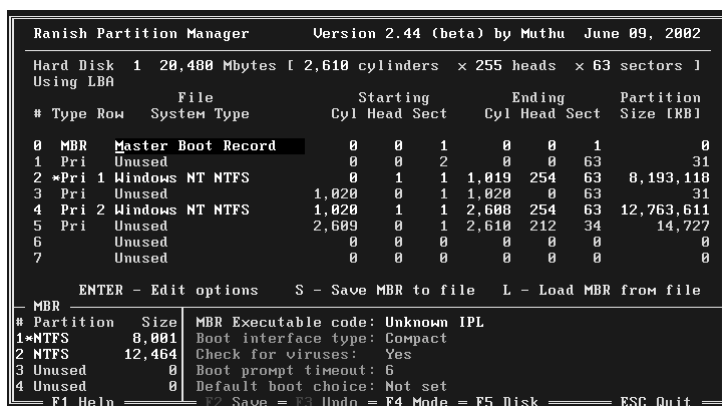 Ranish Partition Manager Version 2.44 (beta) by Muthu June 09, 2002
Hard Disk 1 20,480 Mbytes [ 2,610 cylinders × 255 heads × 63 sectors ]
Using LBA
File Starting Ending Partition
# Type Row System Type Cyl Head Sect Cyl Head Sect Size [KB]
0 MBR Master Boot Record 0 0 1 0 0 1 0
1 Pri Unused 0 0 2 0 0 63 31
2 *Pri 1 Windows NT NTFS 0 1 1 1,019 254 63 8,193,118
3 Pri Unused 1,020 0 1 1,020 0 63 31
4 Pri 2 Windows NT NTFS 1,020 1 1 2,608 254 63 12,763,611
5 Pri Unused 2,609 0 1 2,610 212 34 14,727
6 Unused 0 0 0 0 0 0 0
7 Unused 0 0 0 0 0 0 0
ENTER - Edit options S - Save MBR to file L - Load MBR from file
MBR
# Partition Size MBR Executable code: Unknown IPL
1*NTFS 8,001 Boot interface type: Compact
2 NTFS 12,464 Check for viruses: Yes
3 Unused 0 Boot prompt timeout: 6
4 Unused 0 Default boot choice: Not set
F1 Help F2 Save = F3 Undo = F4 Mode = F5 Disk ESC Quit